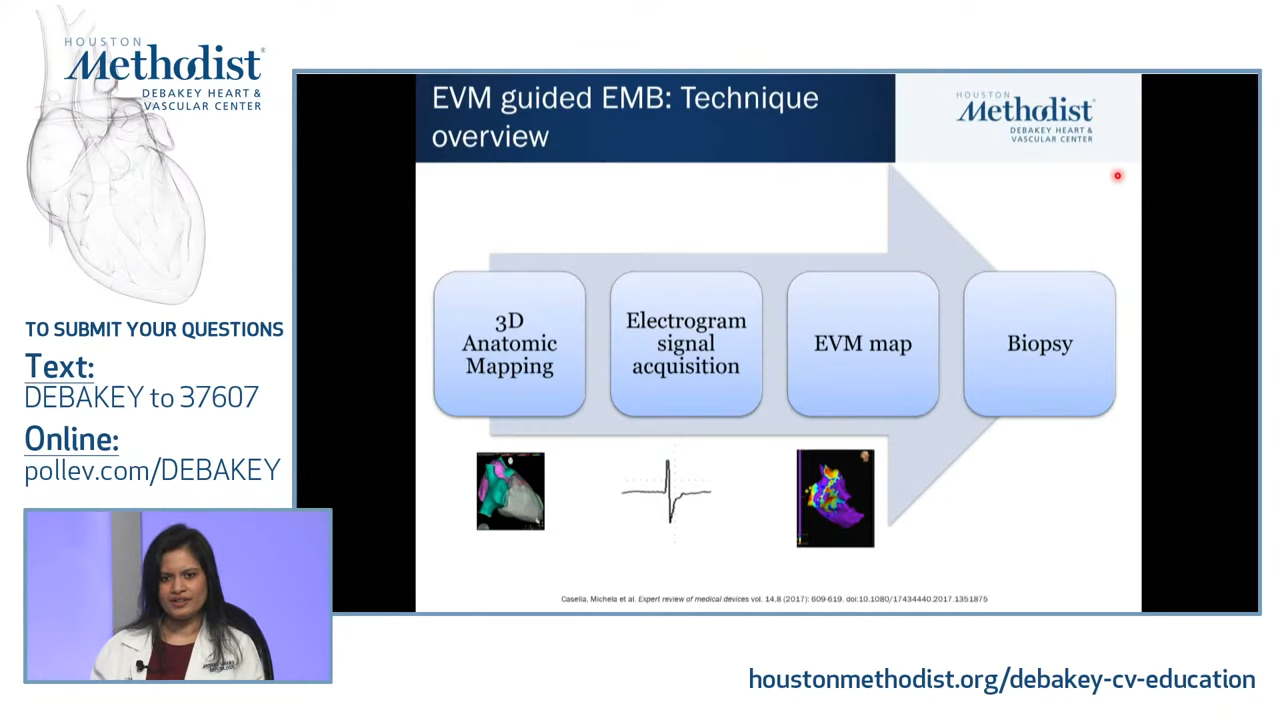 HOUSTON
Methodist®
DEBAKEY HEART &
VASCULAR CENTER
TO SUBMIT YOUR QUESTIONS
Text:
DEBAKEY to 37607
Online:
pollev.com/DEBAKEY
EVM guided EMB: Technique
overview
HOUSTON
Methodist®
DEBAKEY HEART &
VASCULAR CENTER
3D
Anatomic
Mapping
Electrogram
signal
acquisition
EVM map
Biopsy
Casella, Michela et al. Expert review of medical devices vol. 14,8 (2017): 609-619. doi:10.1080/17434440.2017.1351875
houstonmethodist.org/debakey-cv-education